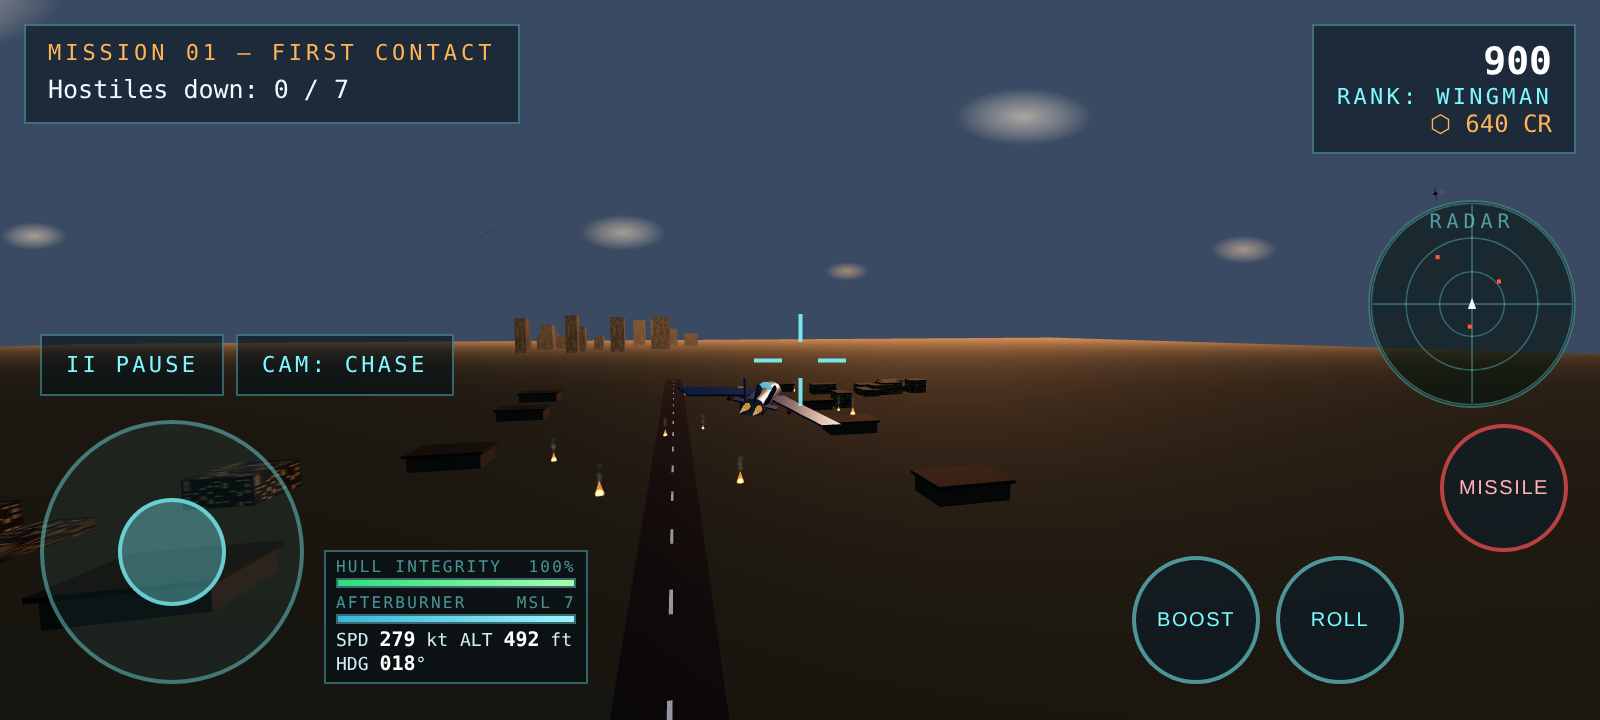 MISSION 01 — FIRST CONTACT
Hostiles down: 0 / 7
900
RANK: WINGMAN
⬡ 640 CR
RADAR
II PAUSE
CAM: CHASE
MISSILE
HULL INTEGRITY 100%
AFTERBURNER MSL 7
SPD 279 kt ALT 492 ft
HDG 018°
BOOST
ROLL